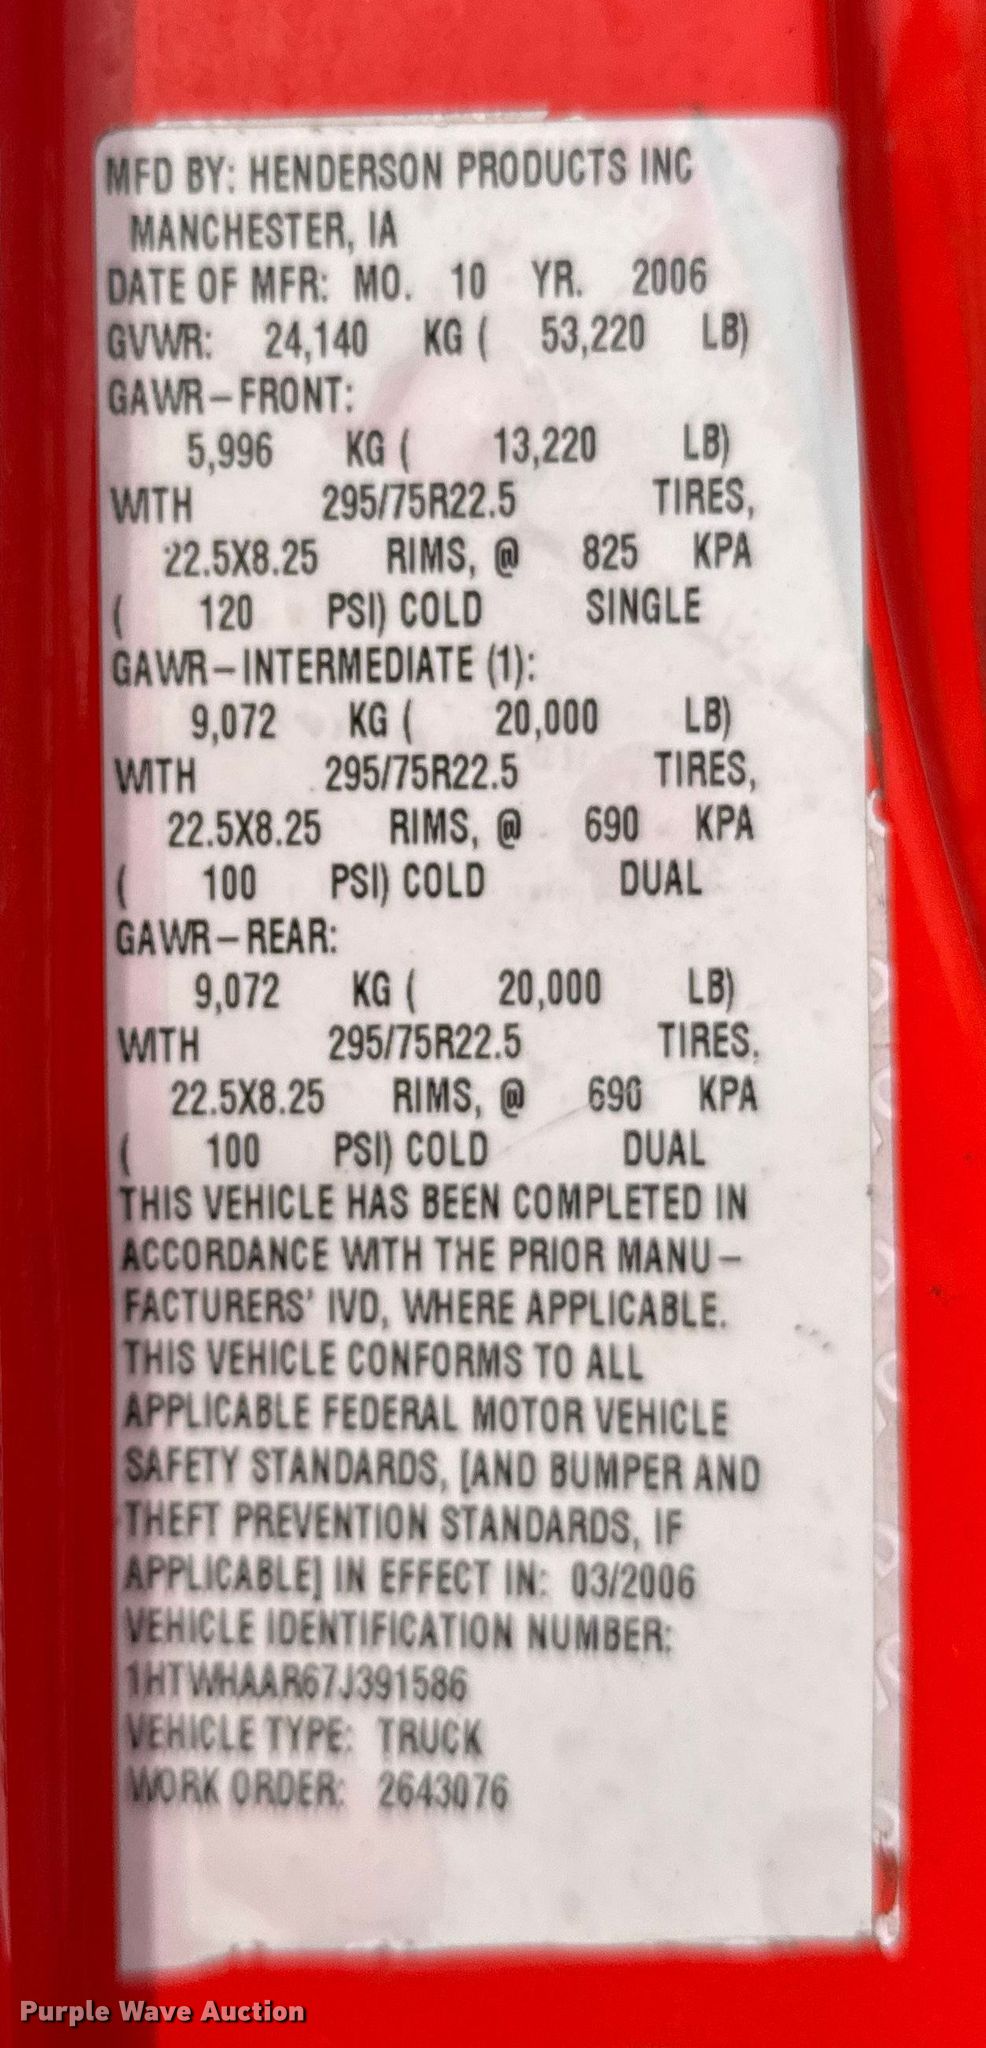 MFD BY: HENDERSON PRODUCTS INC
MANCHESTER, IA
DATE OF MFR: MO. 10 YR. 2006
GVWR: 24,140 KG ( 53,220 LB)
GAWR-FRONT:
5,996 KG ( 13,220 LB)
WITH 295/75R22.5 TIRES,
22.5X8.25 RIMS, @ 825 KPA
( 120 PSI) COLD SINGLE
GAWR-INTERMEDIATE (1):
9,072 KG ( 20,000 LB)
WITH 295/75R22.5 TIRES,
22.5X8.25 RIMS, @ 690 KPA
( 100 PSI) COLD DUAL
GAWR-REAR:
9,072 KG ( 20,000 LB)
WITH 295/75R22.5 TIRES,
22.5X8.25 RIMS, @ 690 KPA
( 100 PSI) COLD DUAL
THIS VEHICLE HAS BEEN COMPLETED IN
ACCORDANCE WITH THE PRIOR MANU-
FACTURERS' IVD, WHERE APPLICABLE.
THIS VEHICLE CONFORMS TO ALL
APPLICABLE FEDERAL MOTOR VEHICLE
SAFETY STANDARDS, [AND BUMPER AND
THEFT PREVENTION STANDARDS, IF
APPLICABLE] IN EFFECT IN: 03/2006
VEHICLE IDENTIFICATION NUMBER:
1HTWHAAR67J391586
VEHICLE TYPE: TRUCK
WORK ORDER: 2643076
Purple Wave Auction